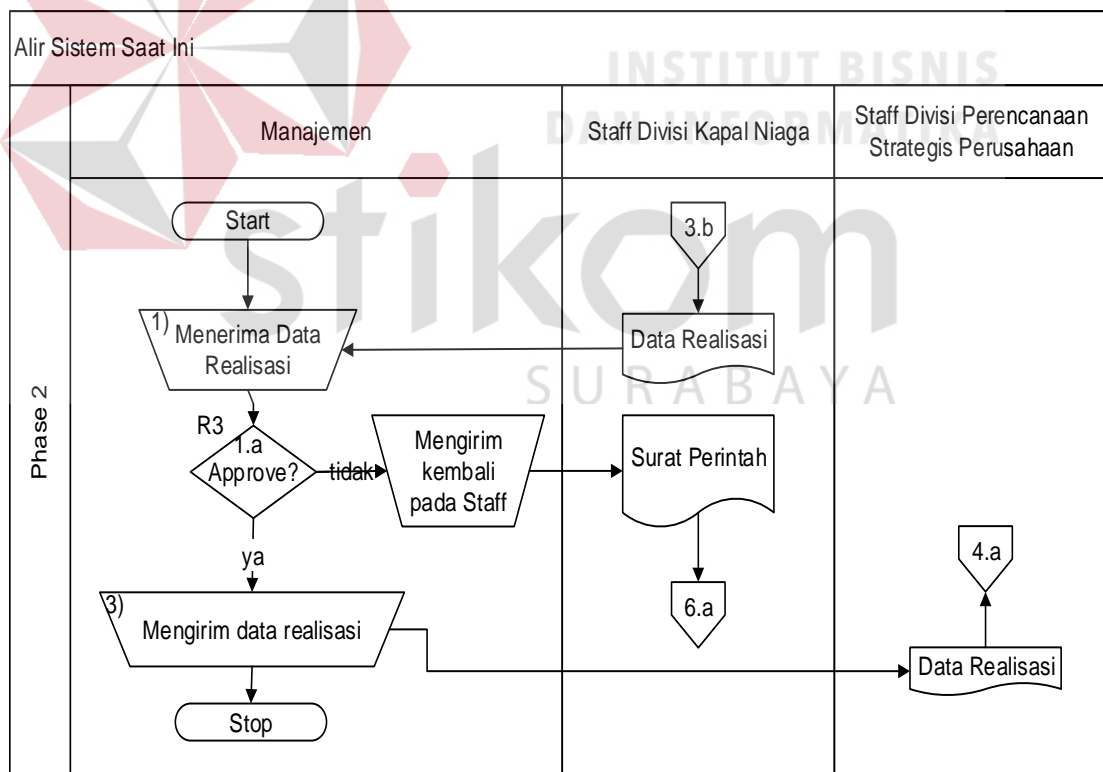 Alir Sistem Saat Ini
INSTITUT BISNIS
DAN INFORMATIKA
stikom
SURABAYA
Phase 2
Manajemen
Staff Divisi Kapal Niaga
Staff Divisi Perencanaan
Strategis Perusahaan
Start
3.b
1)
Menerima Data
Realisasi
Data Realisasi
R3
1.a
Approve?
tidak
Mengirim
kembali
pada Staff
Surat Perintah
ya
6.a
4.a
3)
Mengirim data realisasi
Data Realisasi
Stop